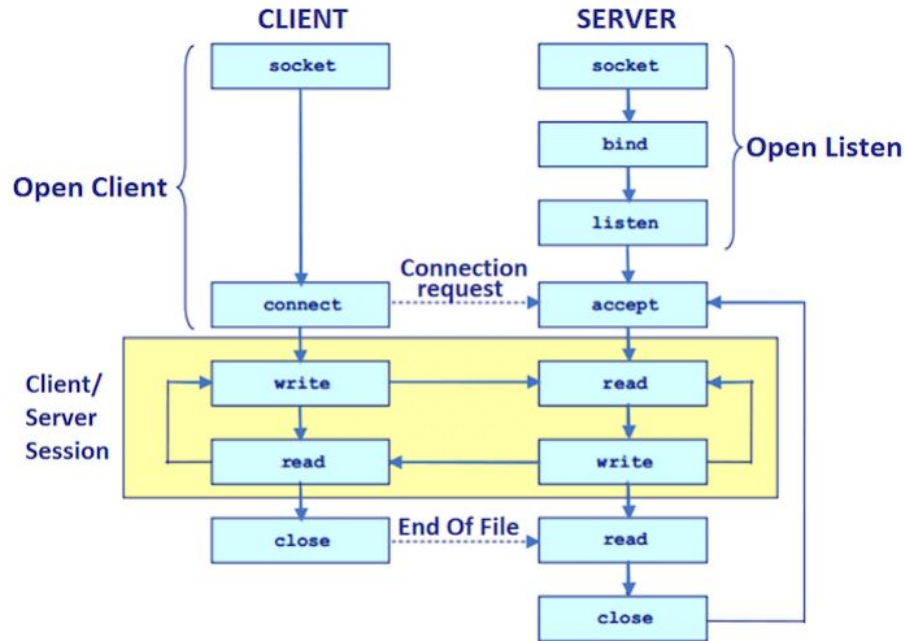 CLIENT
SERVER
socket
socket
bind
Open Listen
Open Client
listen
Connection
request
connect
accept
Client/
Server
Session
write
read
read
write
End Of File
close
read
close